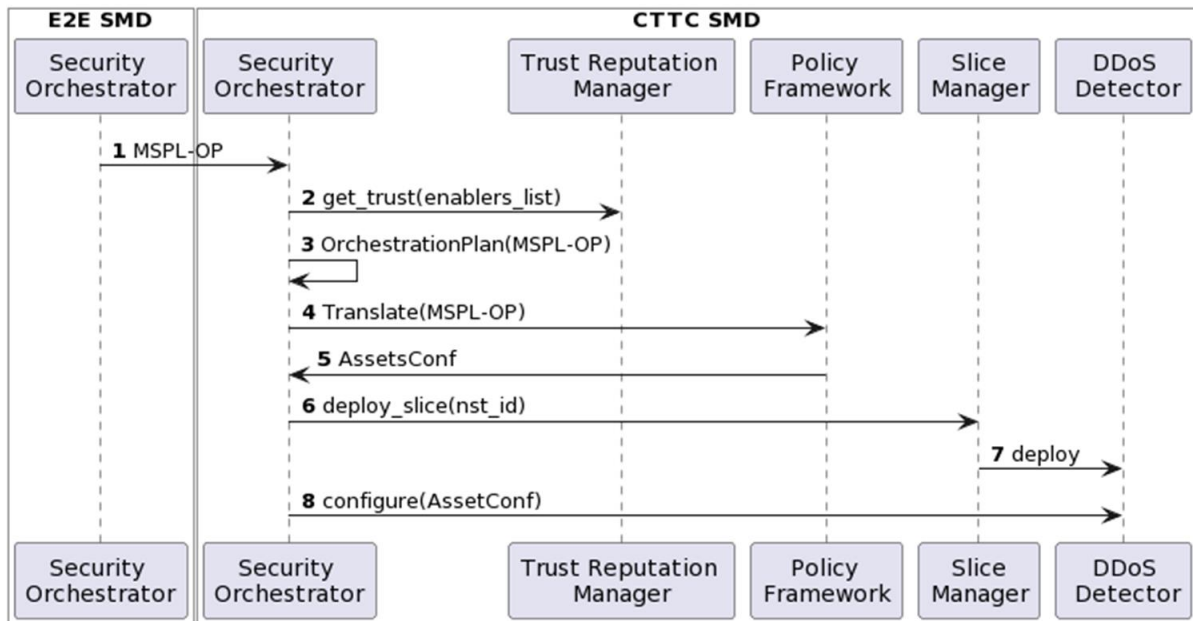 E2E SMD
CTTC SMD
Security
Orchestrator
Security
Orchestrator
Trust Reputation
Manager
Policy
Framework
Slice
Manager
DDoS
Detector
1 MSPL-OP
2 get_trust(enablers_list)
3 OrchestrationPlan(MSPL-OP)
4 Translate(MSPL-OP)
5 AssetsConf
6 deploy_slice(nst_id)
7 deploy
8 configure(AssetConf)
Security
Orchestrator
Security
Orchestrator
Trust Reputation
Manager
Policy
Framework
Slice
Manager
DDoS
Detector